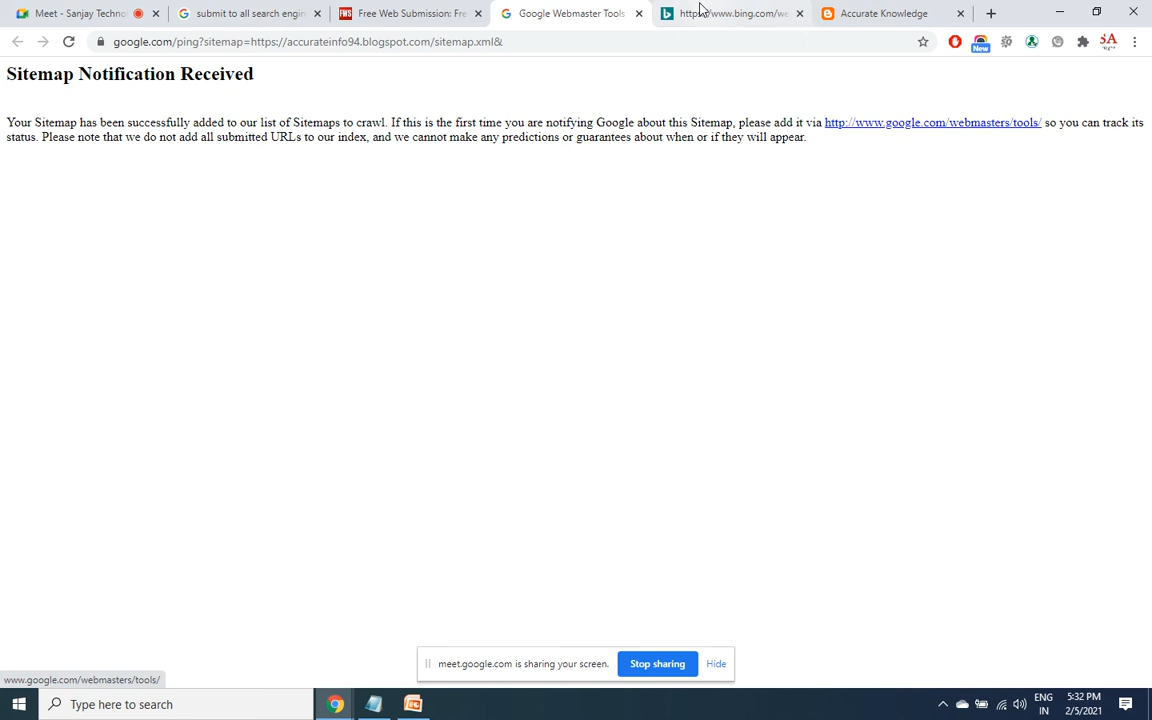 Meet - Sanjay Techno
submit to all search engin
FWS Free Web Submission: Fre
Google Webmaster Tools
https://www.bing.com/we
Accurate Knowledge
google.com/ping?sitemap=https://accurateinfo94.blogspot.com/sitemap.xml&
New
Sitemap Notification Received
Your Sitemap has been successfully added to our list of Sitemaps to crawl. If this is the first time you are notifying Google about this Sitemap, please add it via http://www.google.com/webmasters/tools/ so you can track its
status. Please note that we do not add all submitted URLs to our index, and we cannot make any predictions or guarantees about when or if they will appear.
meet.google.com is sharing your screen. Stop sharing Hide
www.google.com/webmasters/tools/
Type here to search
ENG 5:32 PM
IN 2/5/2021